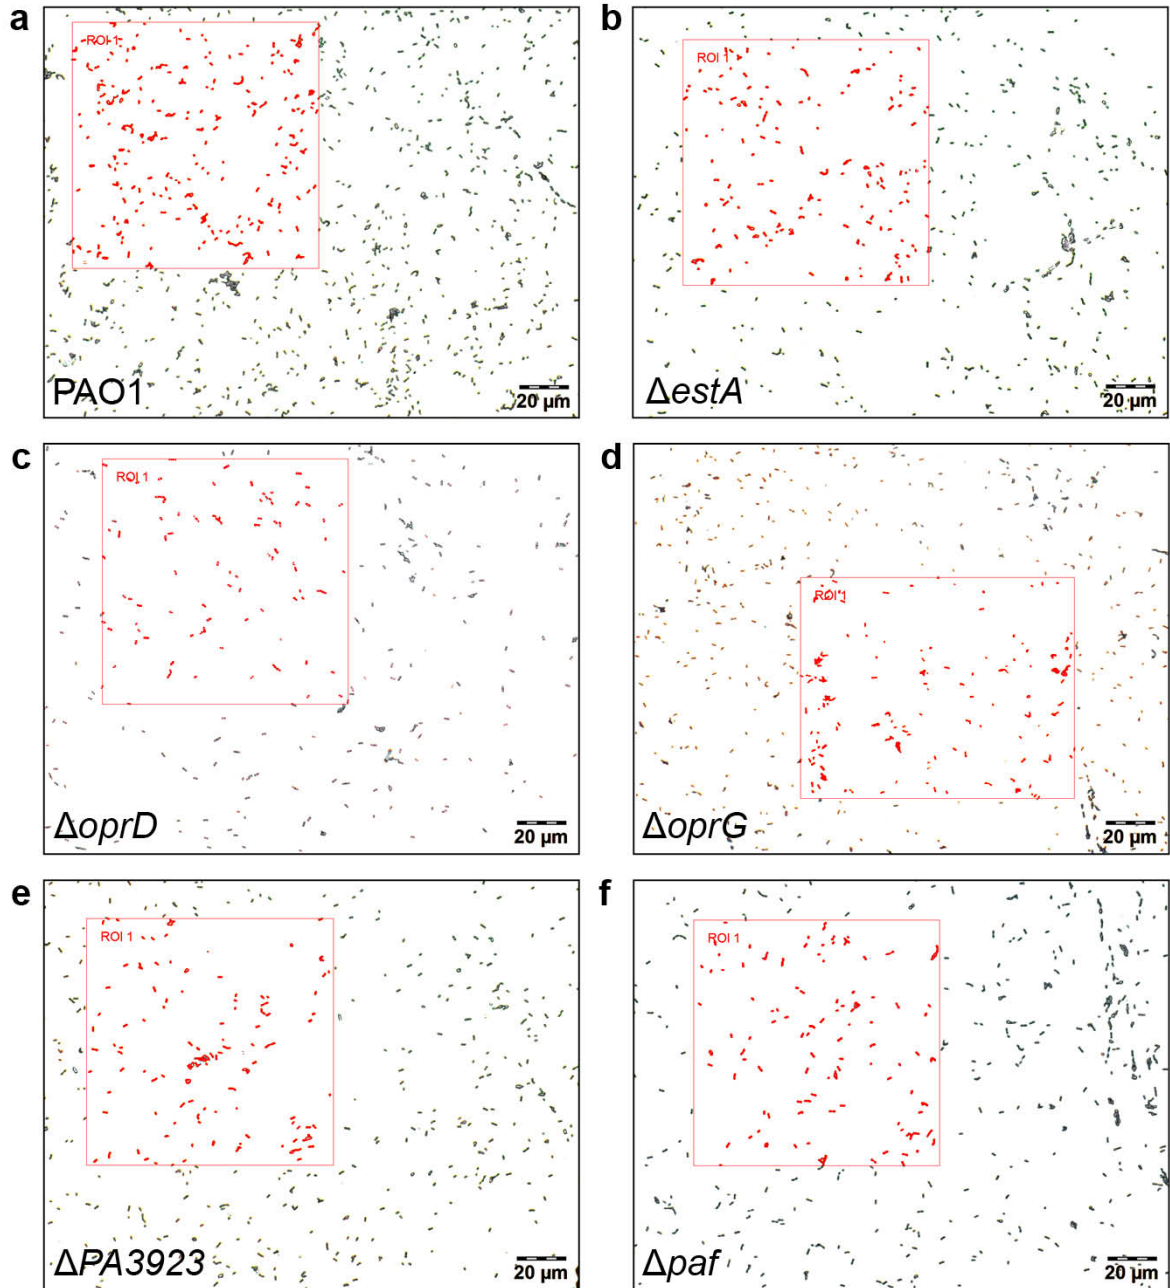 a
ROI 1
PAO1
20 µm
b
ROI 1
ΔestA
20 µm
c
ROI 1
ΔoprD
20 µm
d
ROI 1
ΔoprG
20 µm
e
ROI 1
ΔPA3923
20 µm
f
ROI 1
Δpaf
20 µm